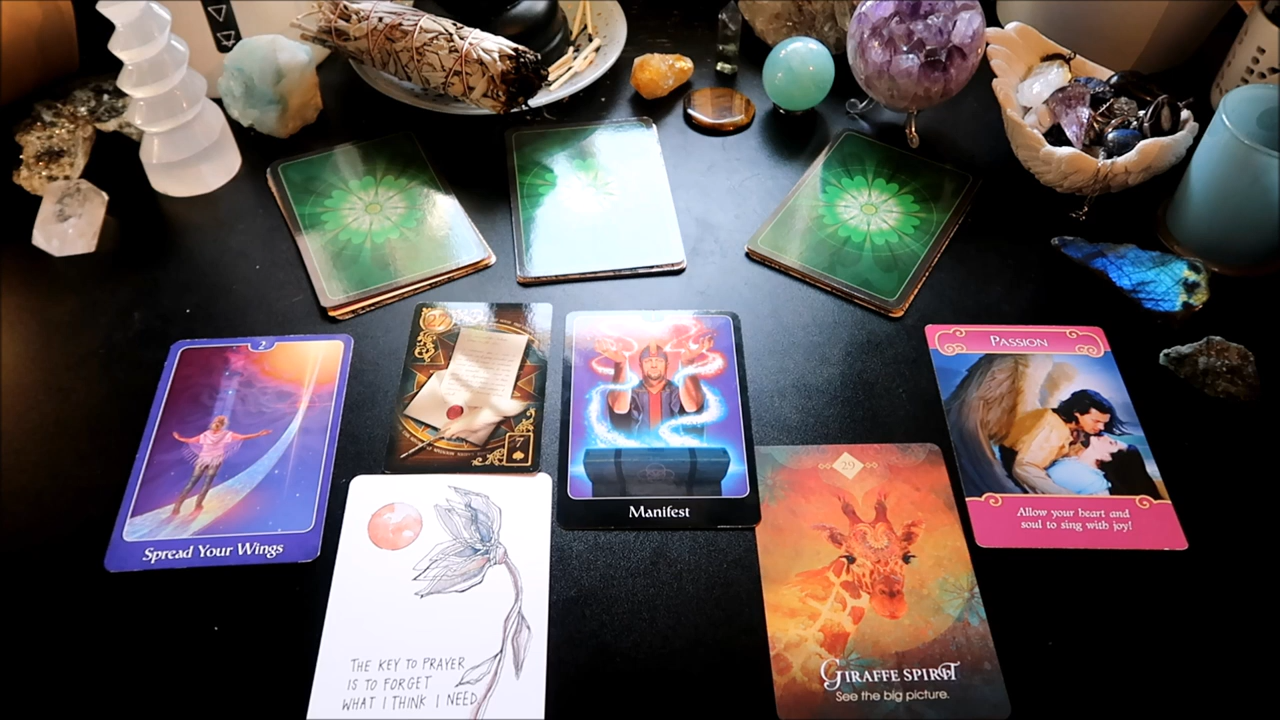 2
Spread Your Wings
27
7
THE KEY TO PRAYER
IS TO FORGET
WHAT I THINK I NEED
Manifest
29
GIRAFFE SPIRIT
See the big picture.
PASSION
Allow your heart and
soul to sing with joy!